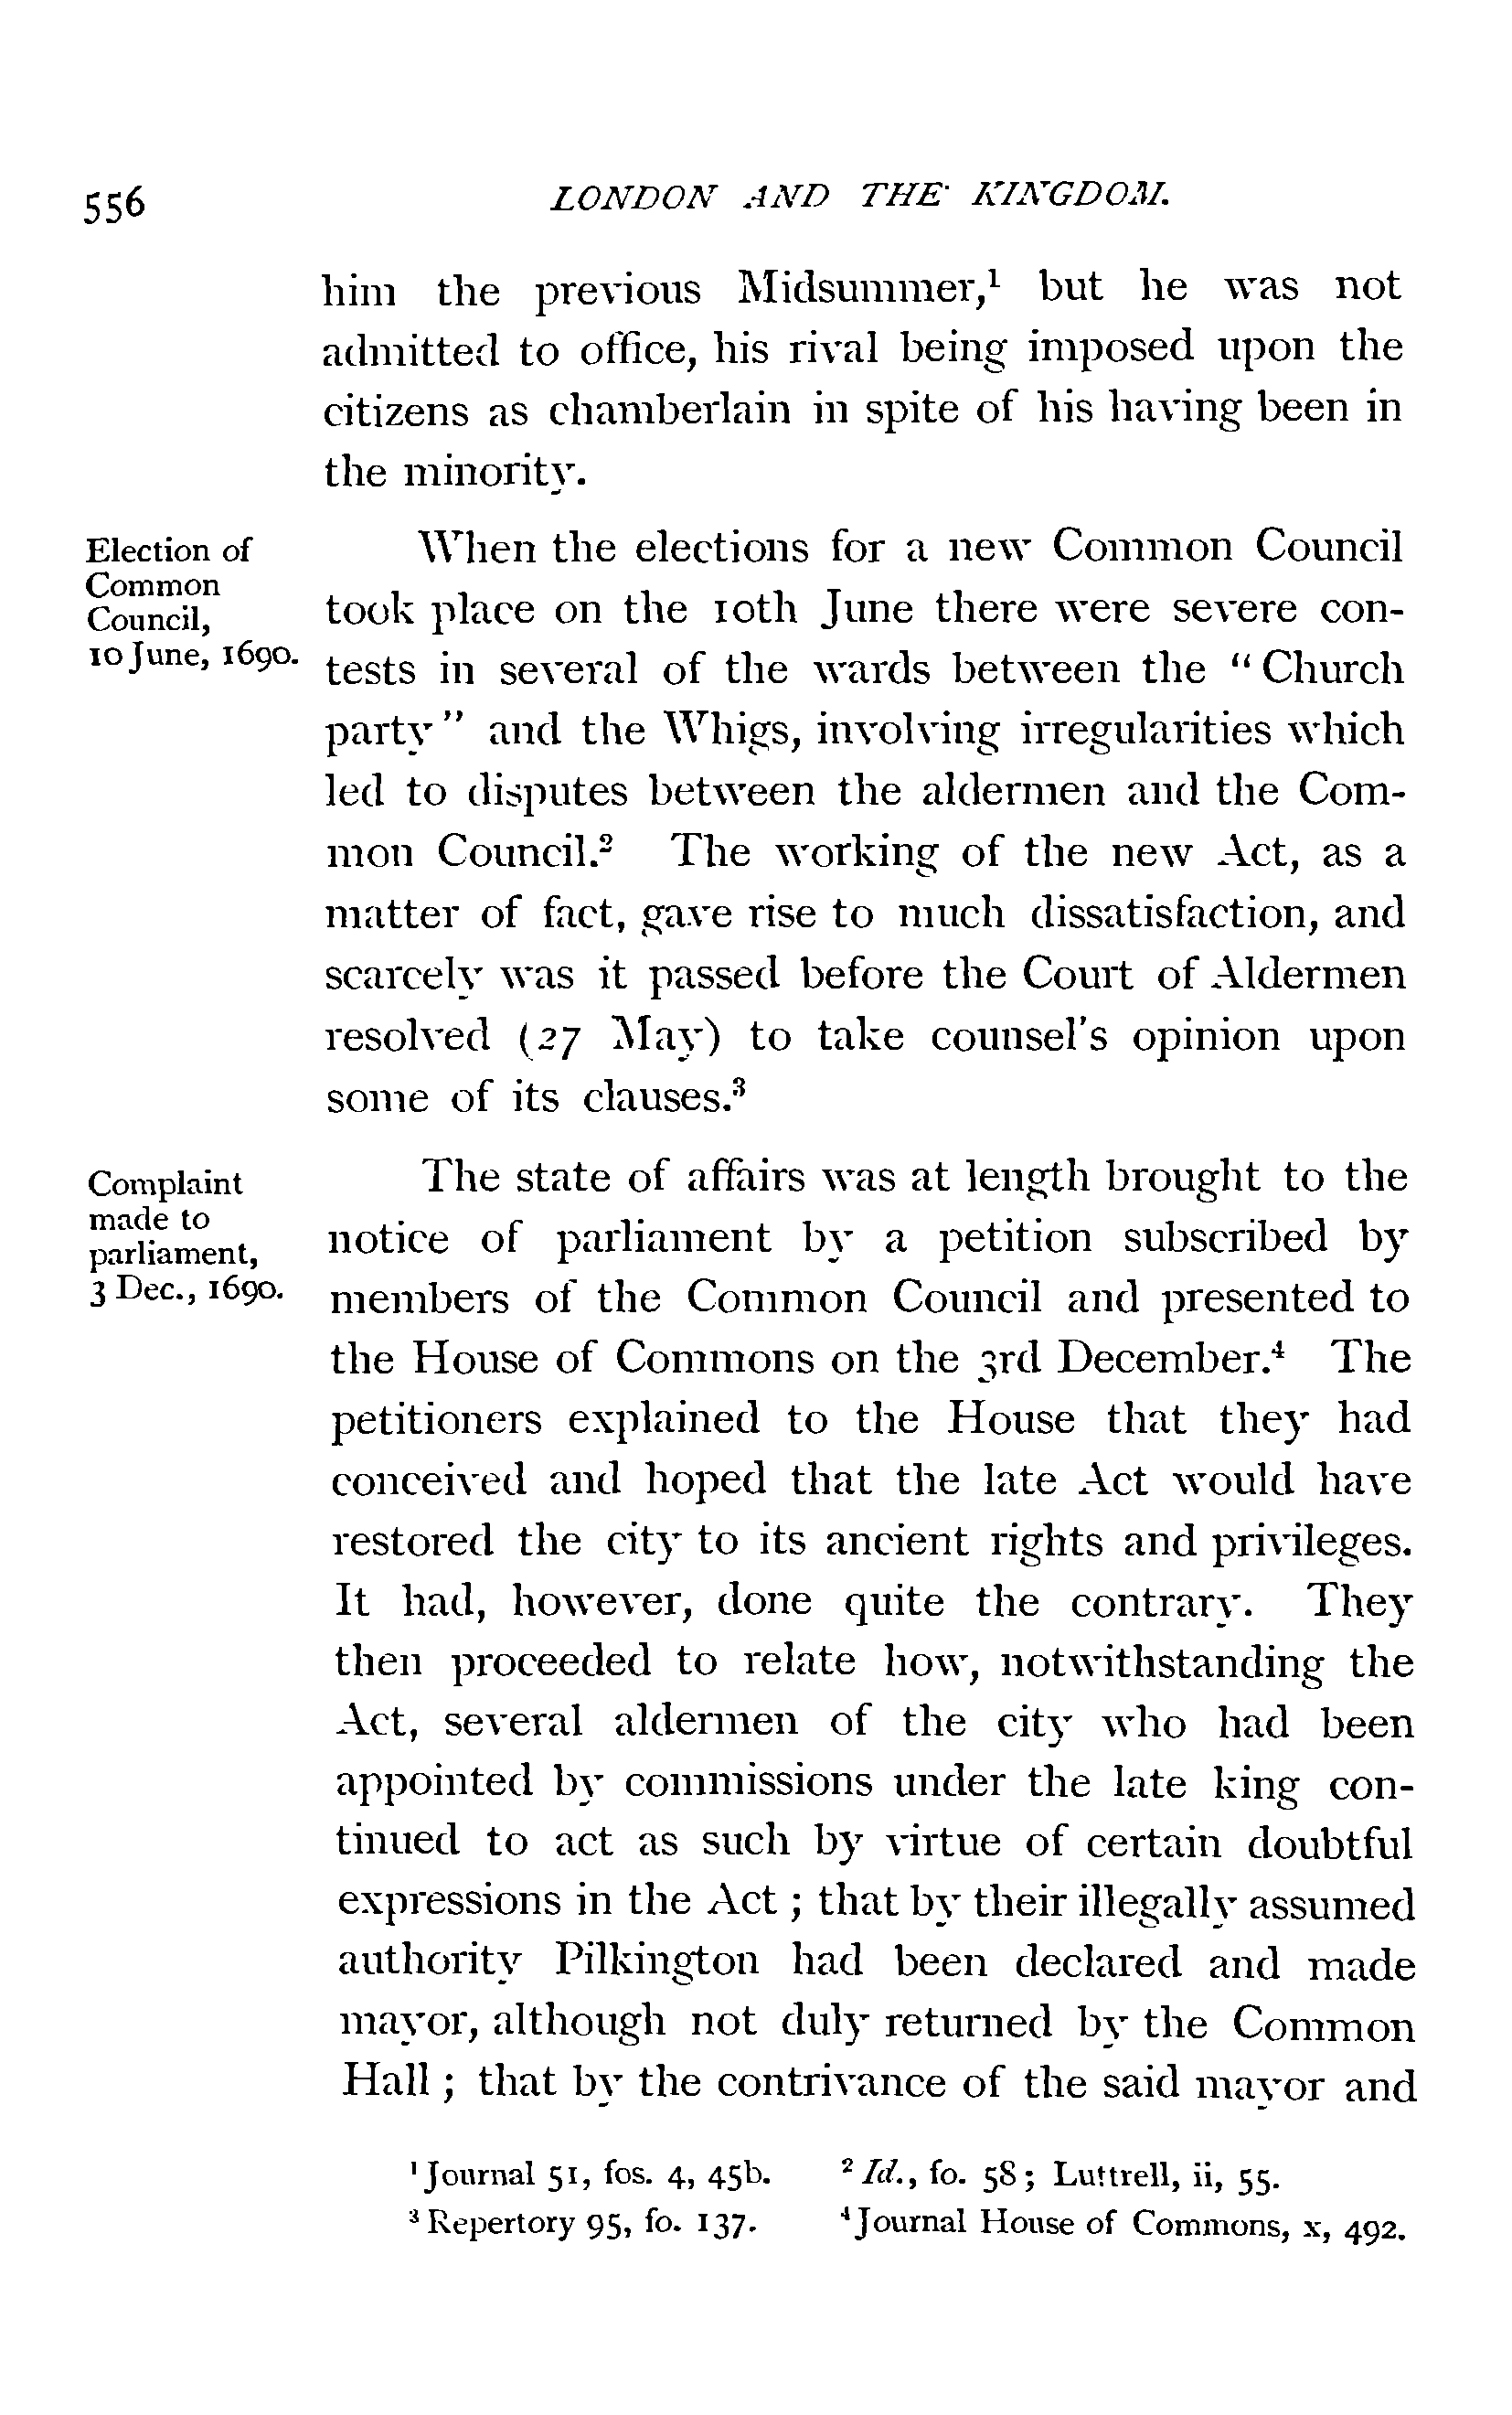 556 LONDON AND THE KINGDOM.
him the previous Midsummer,¹ but he was not
admitted to office, his rival being imposed upon the
citizens as chamberlain in spite of his having been in
the minority.
Election of
Common
Council,
10 June, 1690.
When the elections for a new Common Council
took place on the 10th June there were severe con-
tests in several of the wards between the "Church
party" and the Whigs, involving irregularities which
led to disputes between the aldermen and the Com-
mon Council.² The working of the new Act, as a
matter of fact, gave rise to much dissatisfaction, and
scarcely was it passed before the Court of Aldermen
resolved (27 May) to take counsel's opinion upon
some of its clauses.³
Complaint
made to
parliament,
3 Dec., 1690.
The state of affairs was at length brought to the
notice of parliament by a petition subscribed by
members of the Common Council and presented to
the House of Commons on the 3rd December.⁴ The
petitioners explained to the House that they had
conceived and hoped that the late Act would have
restored the city to its ancient rights and privileges.
It had, however, done quite the contrary. They
then proceeded to relate how, notwithstanding the
Act, several aldermen of the city who had been
appointed by commissions under the late king con-
tinued to act as such by virtue of certain doubtful
expressions in the Act; that by their illegally assumed
authority Pilkington had been declared and made
mayor, although not duly returned by the Common
Hall; that by the contrivance of the said mayor and
¹ Journal 51, fos. 4, 45b. ² Id., fo. 58; Luttrell, ii, 55.
³ Repertory 95, fo. 137. ⁴ Journal House of Commons, x, 492.